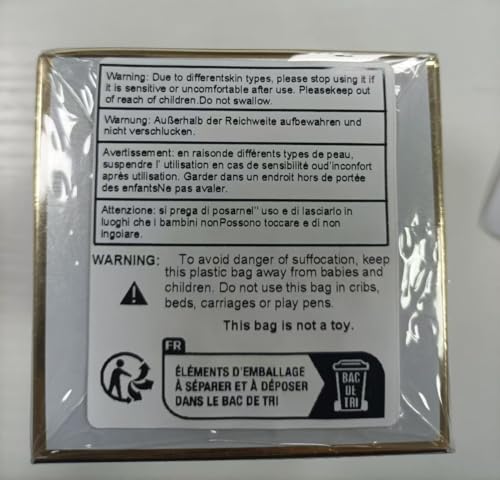 Warning: Due to differentskin types, please stop using it if
it is sensitive or uncomfortable after use. Pleasekeep out
of reach of children.Do not swallow.
Warnung: Außerhalb der Reichweite aufbewahren und
nicht verschlucken.
Avertissement: en raisonde différents types de peau,
suspendre l' utilisation en cas de sensibilité oud'inconfort
après utilisation. Garder dans un endroit hors de portée
des enfantsNe pas avaler.
Attenzione: si prega di posarnel'' uso e di lasciarlo in
luoghi che i bambini nonPossono toccare e di non
ingoiare.
WARNING: To avoid danger of suffocation, keep
this plastic bag away from babies and
children. Do not use this bag in cribs,
beds, carriages or play pens.
This bag is not a toy.
FR
ÉLÉMENTS D'EMBALLAGE
À SÉPARER ET À DÉPOSER
DANS LE BAC DE TRI
BAC
DE
TRI